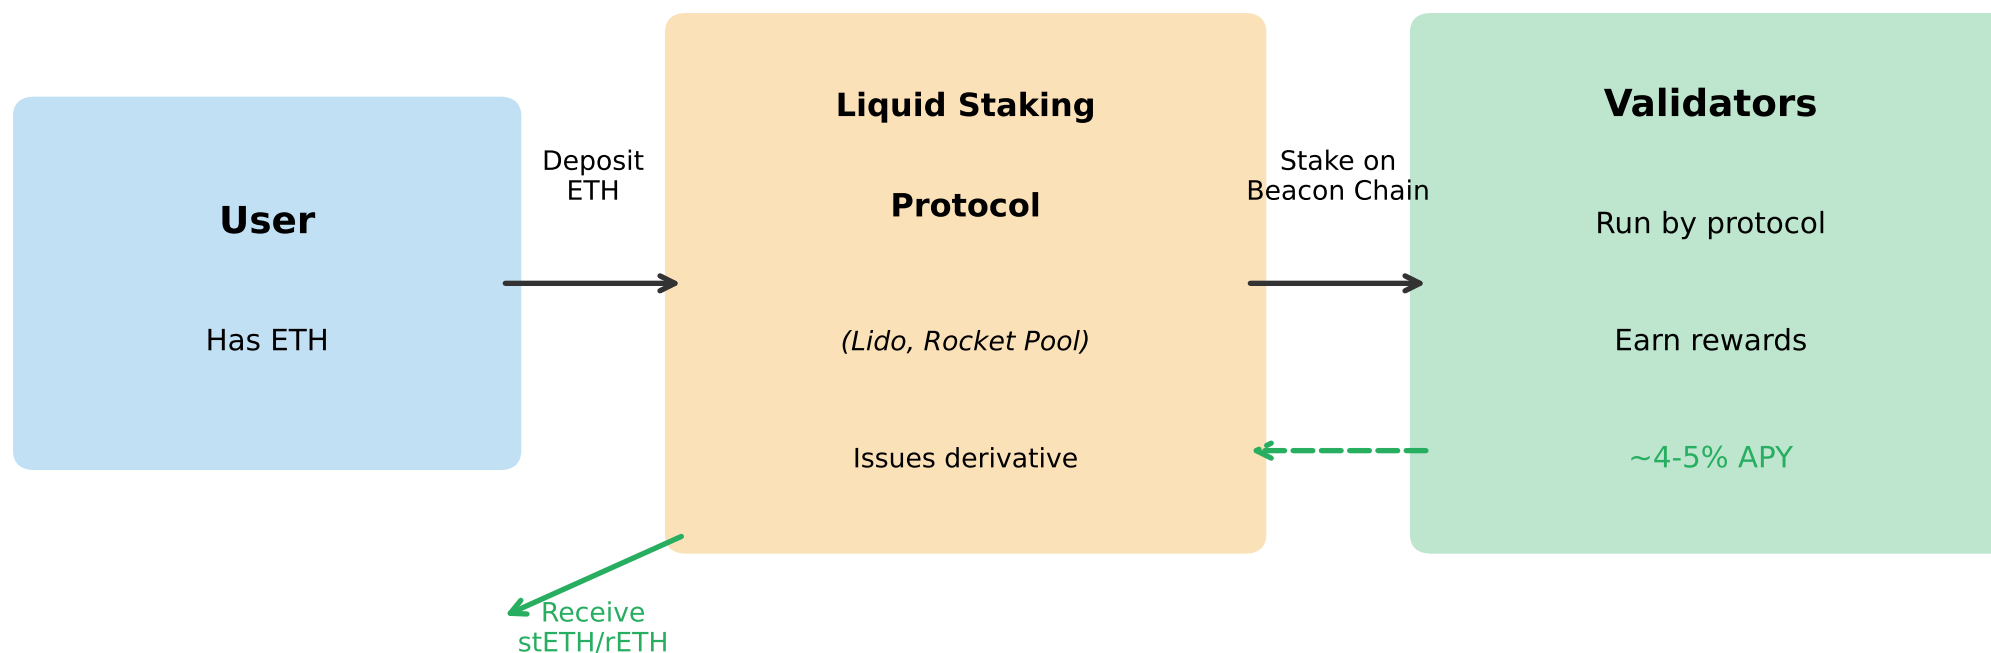 User
Has ETH
Deposit
ETH
Liquid Staking
Protocol
(Lido, Rocket Pool)
Issues derivative
Stake on
Beacon Chain
Validators
Run by protocol
Earn rewards
~4-5% APY
Receive
stETH/rETH